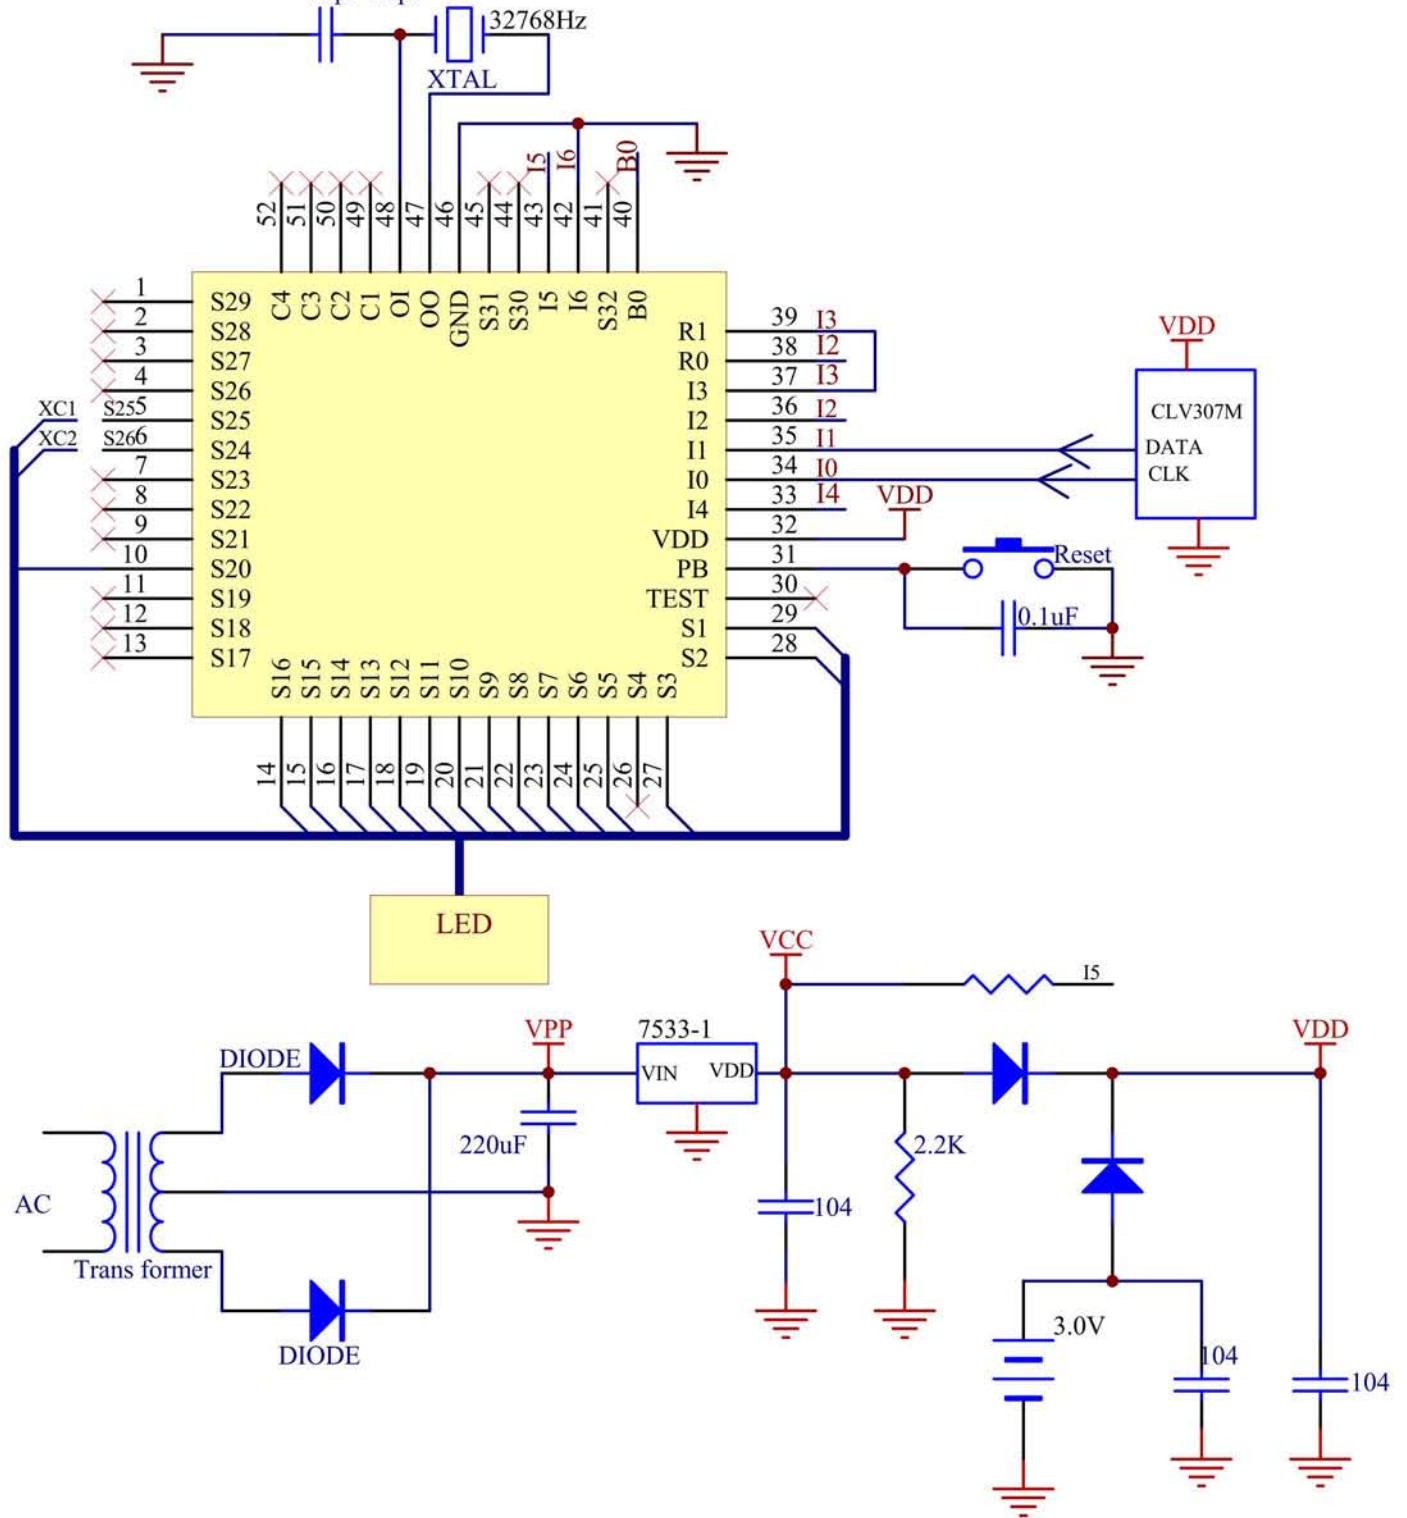 32768Hz
XTAL
I5
I6
B0
52
51
50
49
48
47
46
45
44
43
42
41
40
C4
C3
C2
C1
OI
OO
GND
S31
S30
I5
I6
S32
B0
1 S29
2 S28
3 S27
4 S26
XC1 S25 5 S25
XC2 S26 6 S24
7 S23
8 S22
9 S21
10 S20
11 S19
12 S18
13 S17
R1 39 I3
R0 38 I2
I3 37 I3
I2 36 I2
I1 35 I1
I0 34 I0
I4 33 I4
VDD 32 VDD
PB 31
TEST 30
S1 29
S2 28
VDD
CLV307M
DATA
CLK
Reset
0.1uF
S16
S15
S14
S13
S12
S11
S10
S9
S8
S7
S6
S5
S4
S3
14
15
16
17
18
19
20
21
22
23
24
25
26
27
LED
VCC
I5
DIODE
VPP
7533-1
VIN VDD
VDD
220uF
2.2K
AC
104
Trans former
DIODE
3.0V
104
104